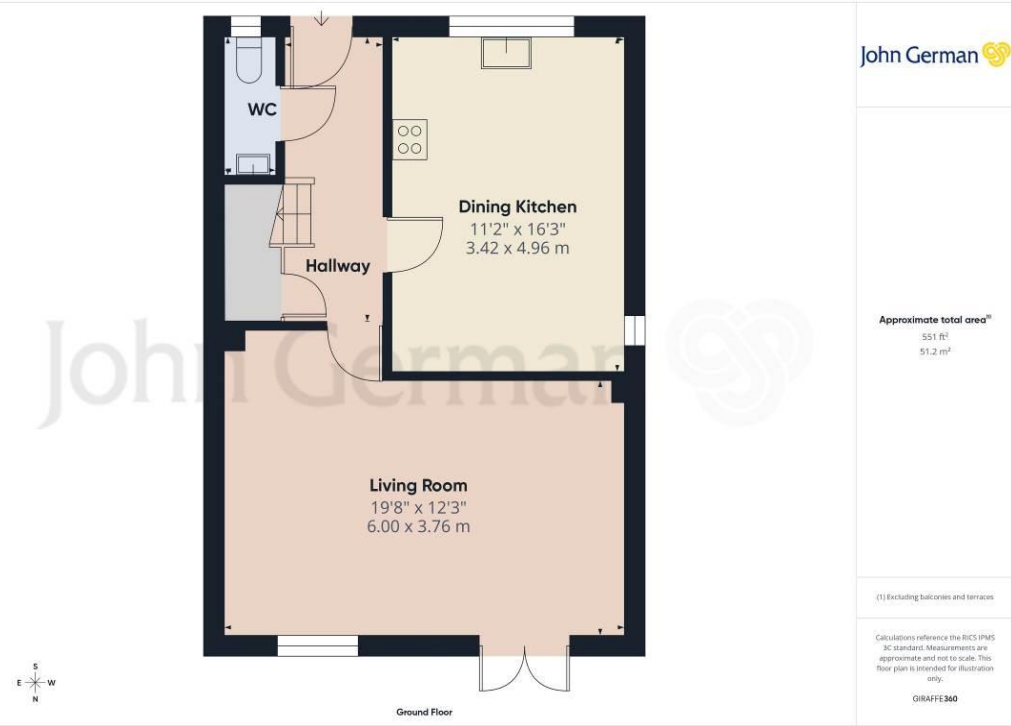 John German
WC
Dining Kitchen
11'2" x 16'3"
3.42 x 4.96 m
Hallway
John German
Living Room
19'8" x 12'3"
6.00 x 3.76 m
S
E W
N
Ground Floor
Approximate total area⁽¹⁾
551 ft²
51.2 m²
(1) Excluding balconies and terraces
Calculations reference the RICS IPMS
3C standard. Measurements are
approximate and not to scale. This
floor plan is intended for illustration
only.
GIRAFFE360